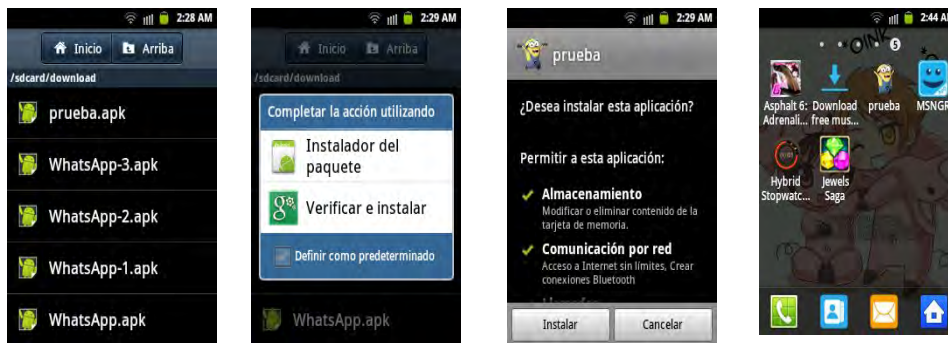 2:28 AM
Inicio
Arriba
/sdcard/download
prueba.apk
WhatsApp-3.apk
WhatsApp-2.apk
WhatsApp-1.apk
WhatsApp.apk
2:29 AM
Inicio
Arriba
/sdcard/download
Completar la acción utilizando
Instalador del
paquete
Verificar e instalar
Definir como predeterminado
WhatsApp.apk
2:29 AM
prueba
¿Desea instalar esta aplicación?
Permitir a esta aplicación:
Almacenamiento
Modificar o eliminar contenido de la
tarjeta de memoria.
Comunicación por red
Acceso a Internet sin límites, Crear
conexiones Bluetooth
Instalar
Cancelar
2:44 AM
OINK
5
Asphalt 6:
Adrenali...
Download
free mus...
prueba
MSNGR
Hybrid
Stopwatc...
Jewels
Saga